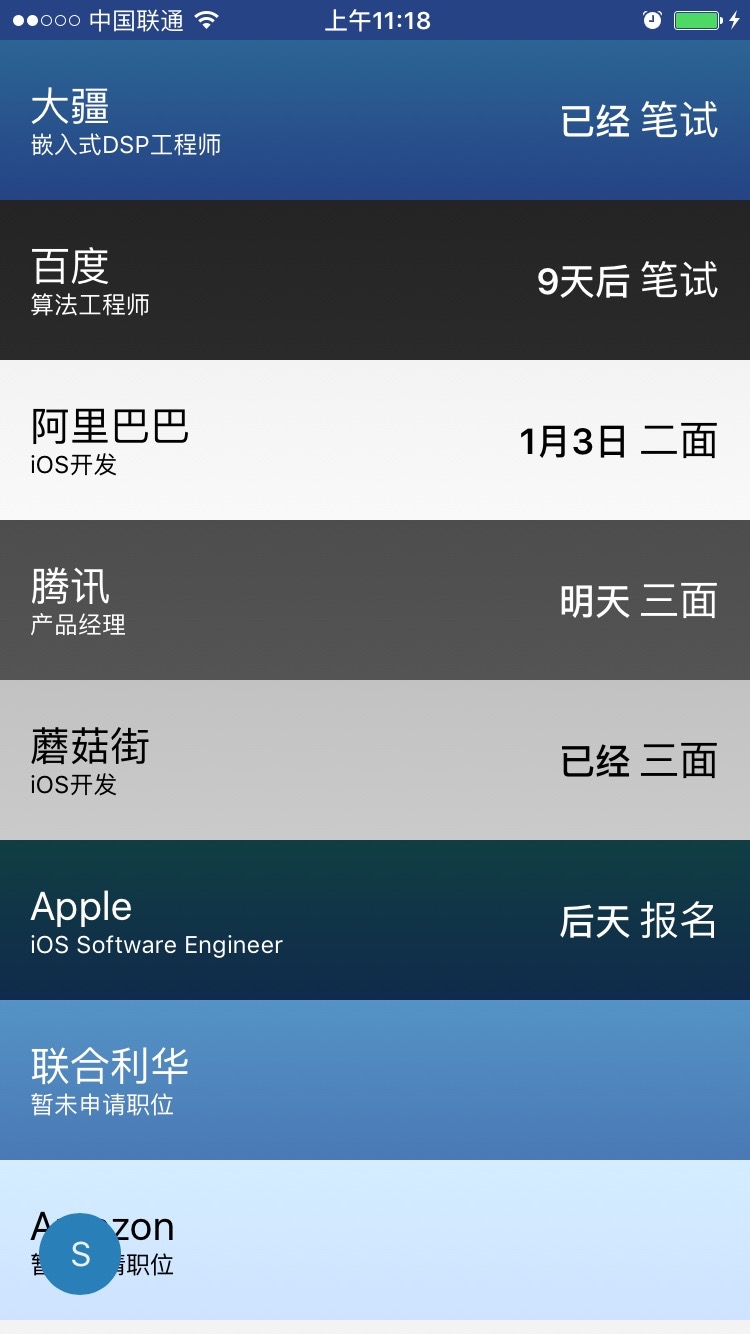 中国联通 上午11:18
大疆
嵌入式DSP工程师
已经 笔试
百度
算法工程师
9天后 笔试
阿里巴巴
iOS开发
1月3日 二面
腾讯
产品经理
明天 三面
蘑菇街
iOS开发
已经 三面
Apple
iOS Software Engineer
后天 报名
联合利华
暂未申请职位
A zon
请职位
S